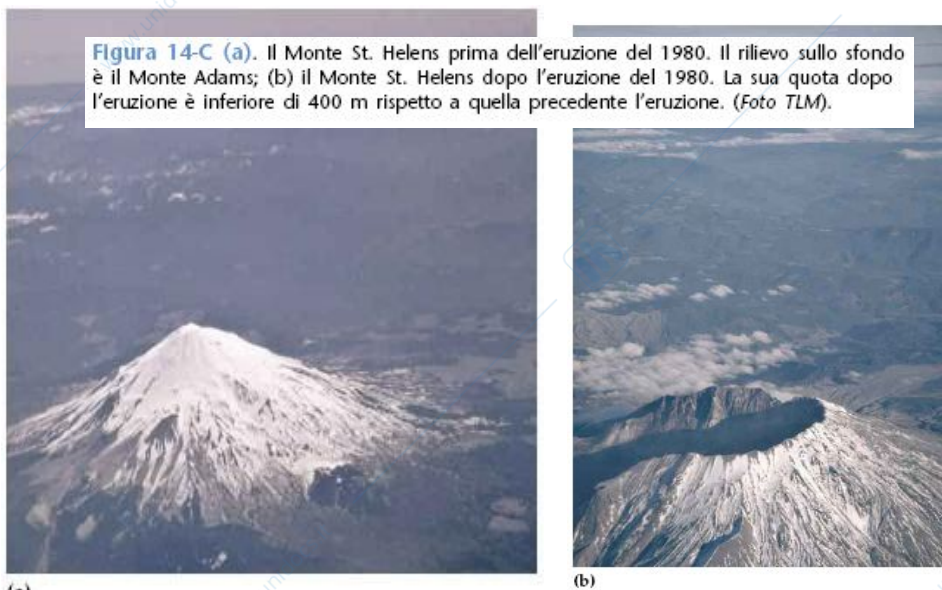 Figura 14-C (a). Il Monte St. Helens prima dell'eruzione del 1980. Il rilievo sullo sfondo
è il Monte Adams; (b) il Monte St. Helens dopo l'eruzione del 1980. La sua quota dopo
l'eruzione è inferiore di 400 m rispetto a quella precedente l'eruzione. (Foto TLM).
(a)
(b)